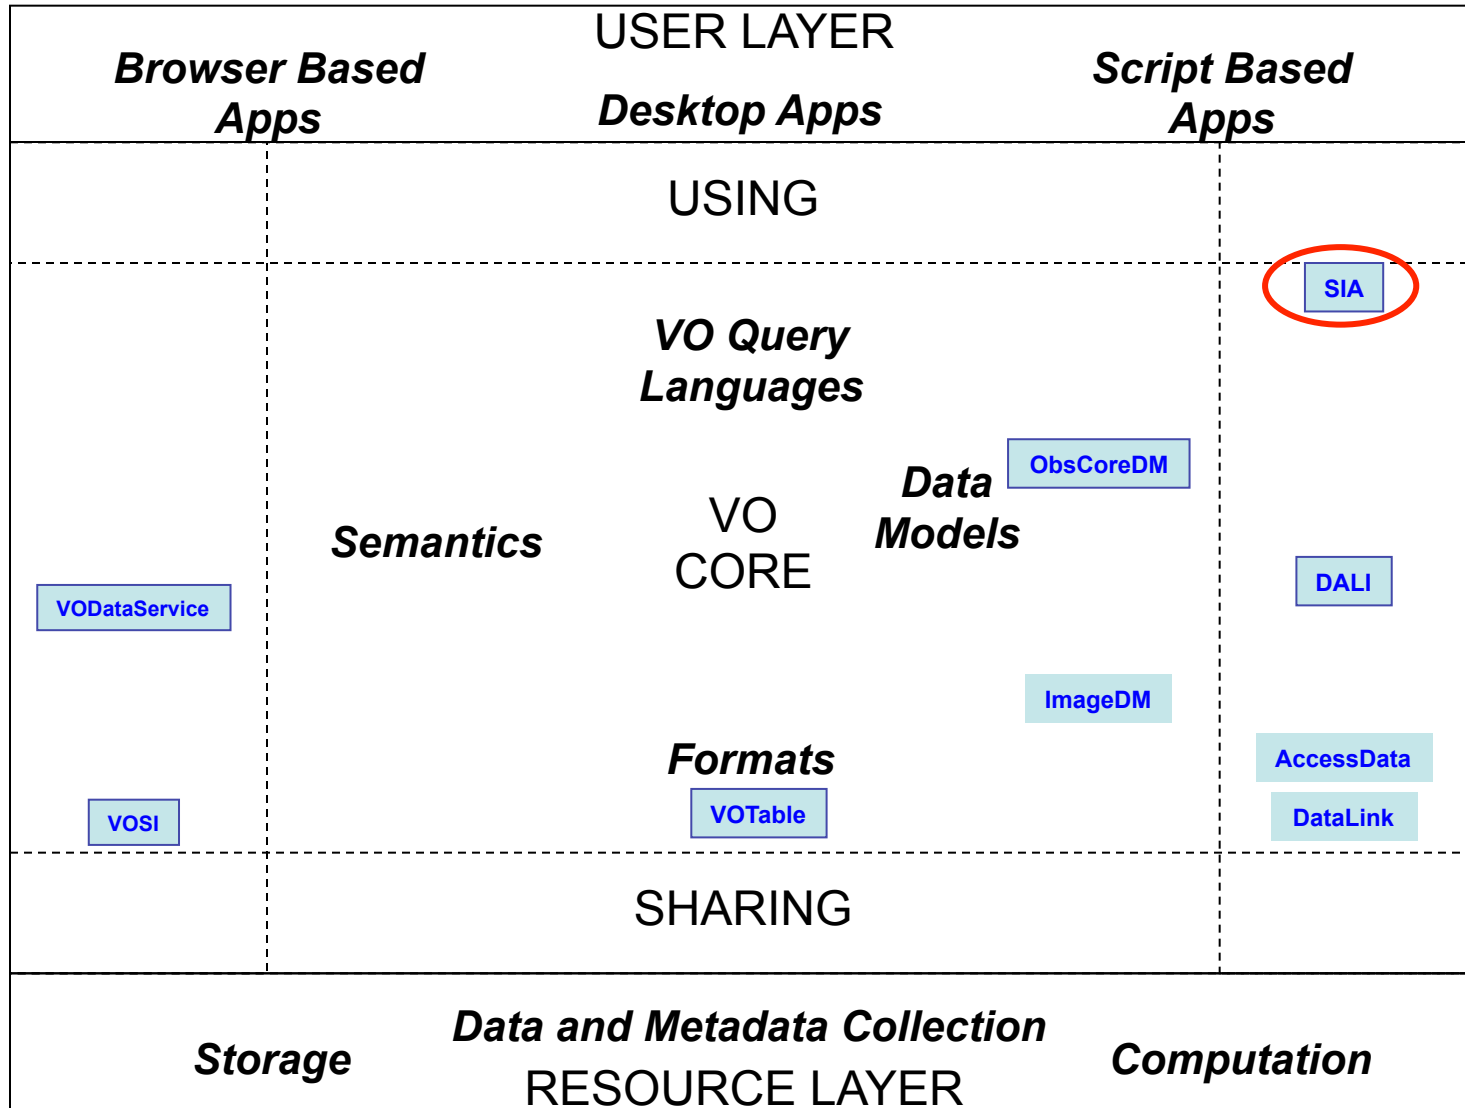 USER LAYER
Browser Based
Apps
Desktop Apps
Script Based
Apps
USING
SIA
VO Query
Languages
ObsCoreDM
Data
Models
VO
CORE
Semantics
DALI
VODataService
ImageDM
Formats
AccessData
VOTable
DataLink
VOSI
SHARING
Data and Metadata Collection
Storage
Computation
RESOURCE LAYER